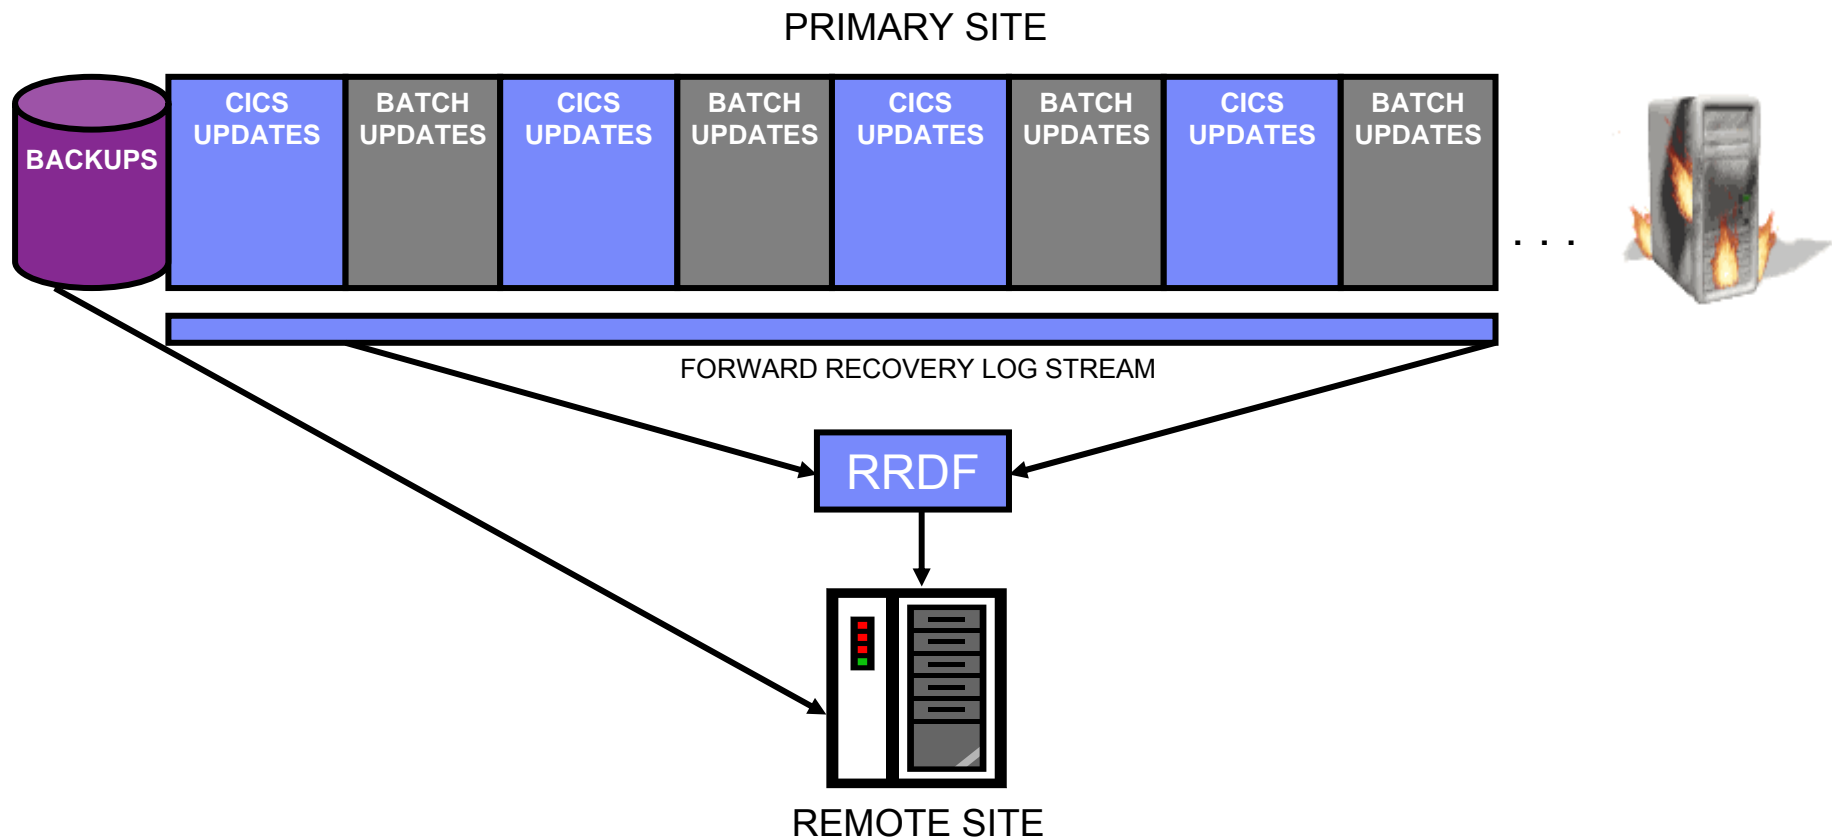 PRIMARY SITE
BACKUPS
CICS
UPDATES
BATCH
UPDATES
CICS
UPDATES
BATCH
UPDATES
CICS
UPDATES
BATCH
UPDATES
CICS
UPDATES
BATCH
UPDATES
. . .
FORWARD RECOVERY LOG STREAM
RRDF
REMOTE SITE